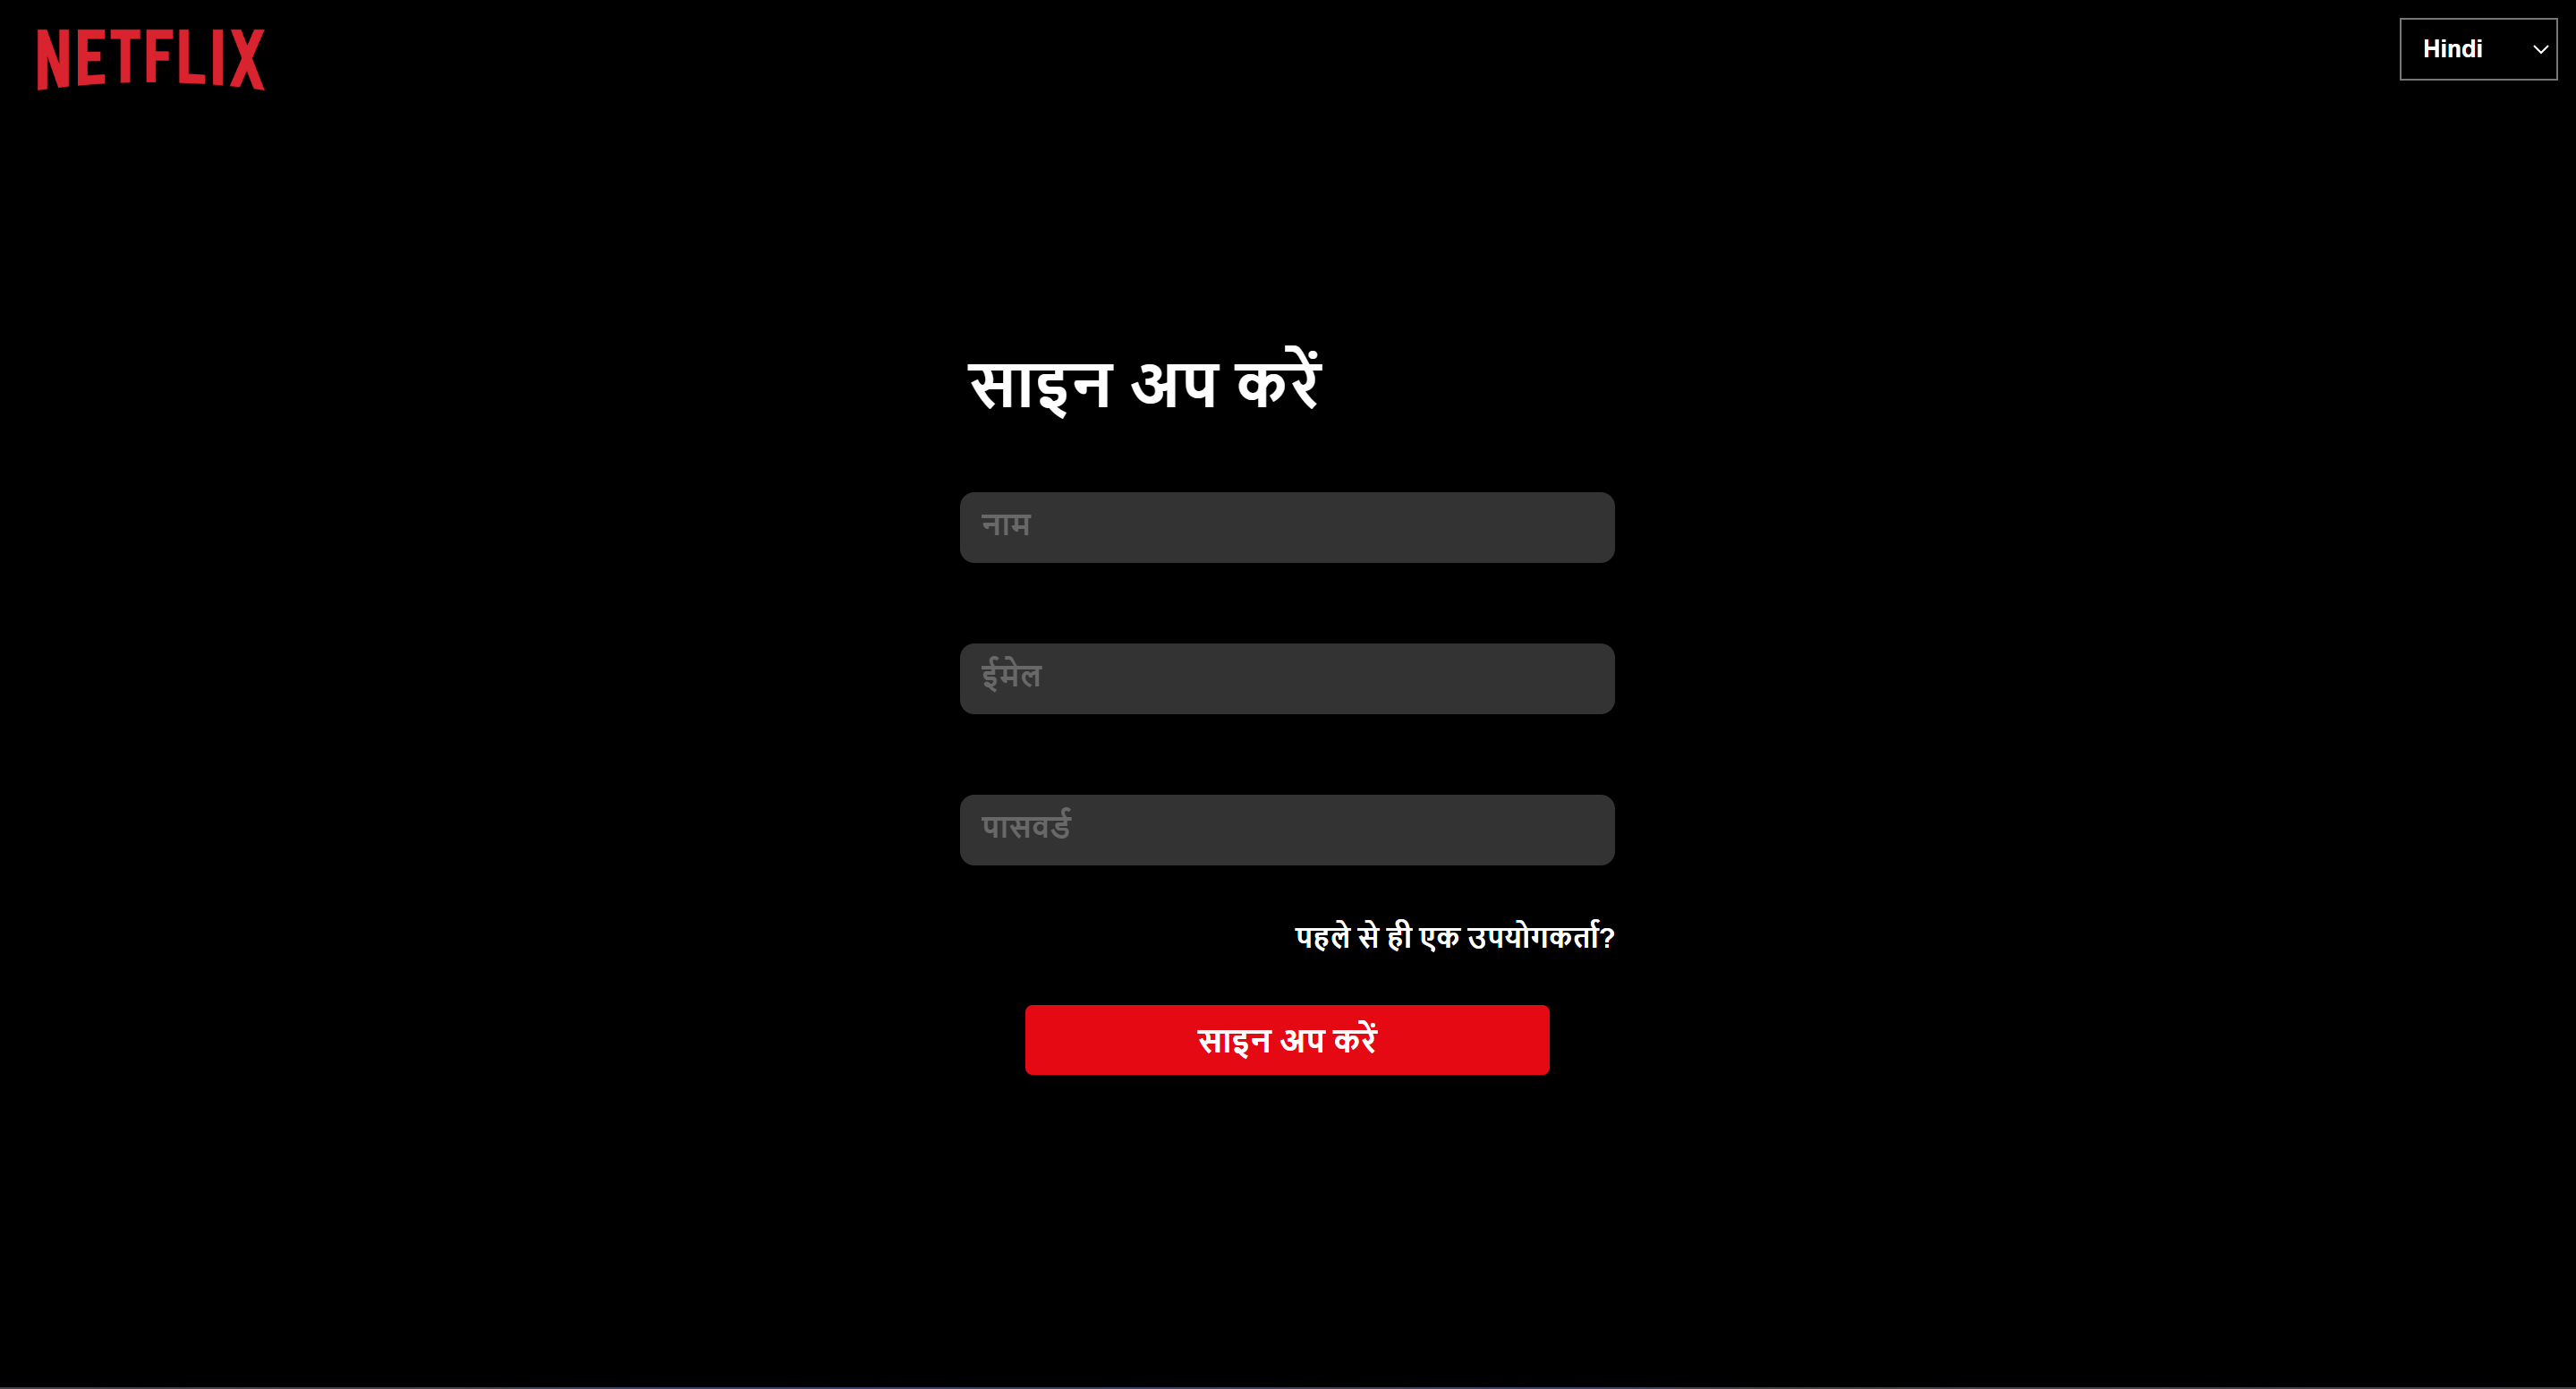 NETFLIX
Hindi
साइन अप करें
नाम
ईमेल
पासवर्ड
पहले से ही एक उपयोगकर्ता?
साइन अप करें